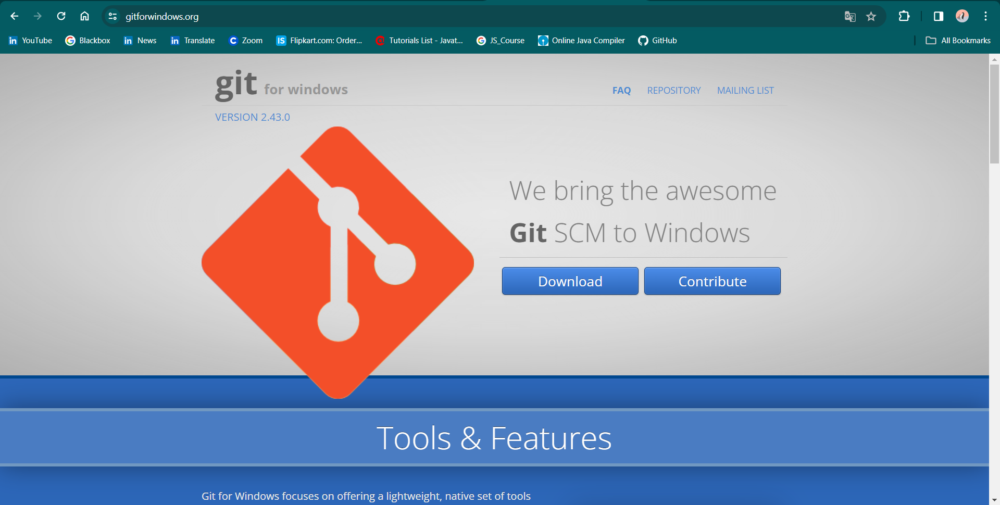 gitforwindows.org
YouTube Blackbox News Translate Zoom Flipkart.com: Order... Tutorials List - Javat... JS_Course Online Java Compiler GitHub All Bookmarks
git for windows
FAQ REPOSITORY MAILING LIST
VERSION 2.43.0
We bring the awesome
Git SCM to Windows
Download Contribute
Tools & Features
Git for Windows focuses on offering a lightweight, native set of tools